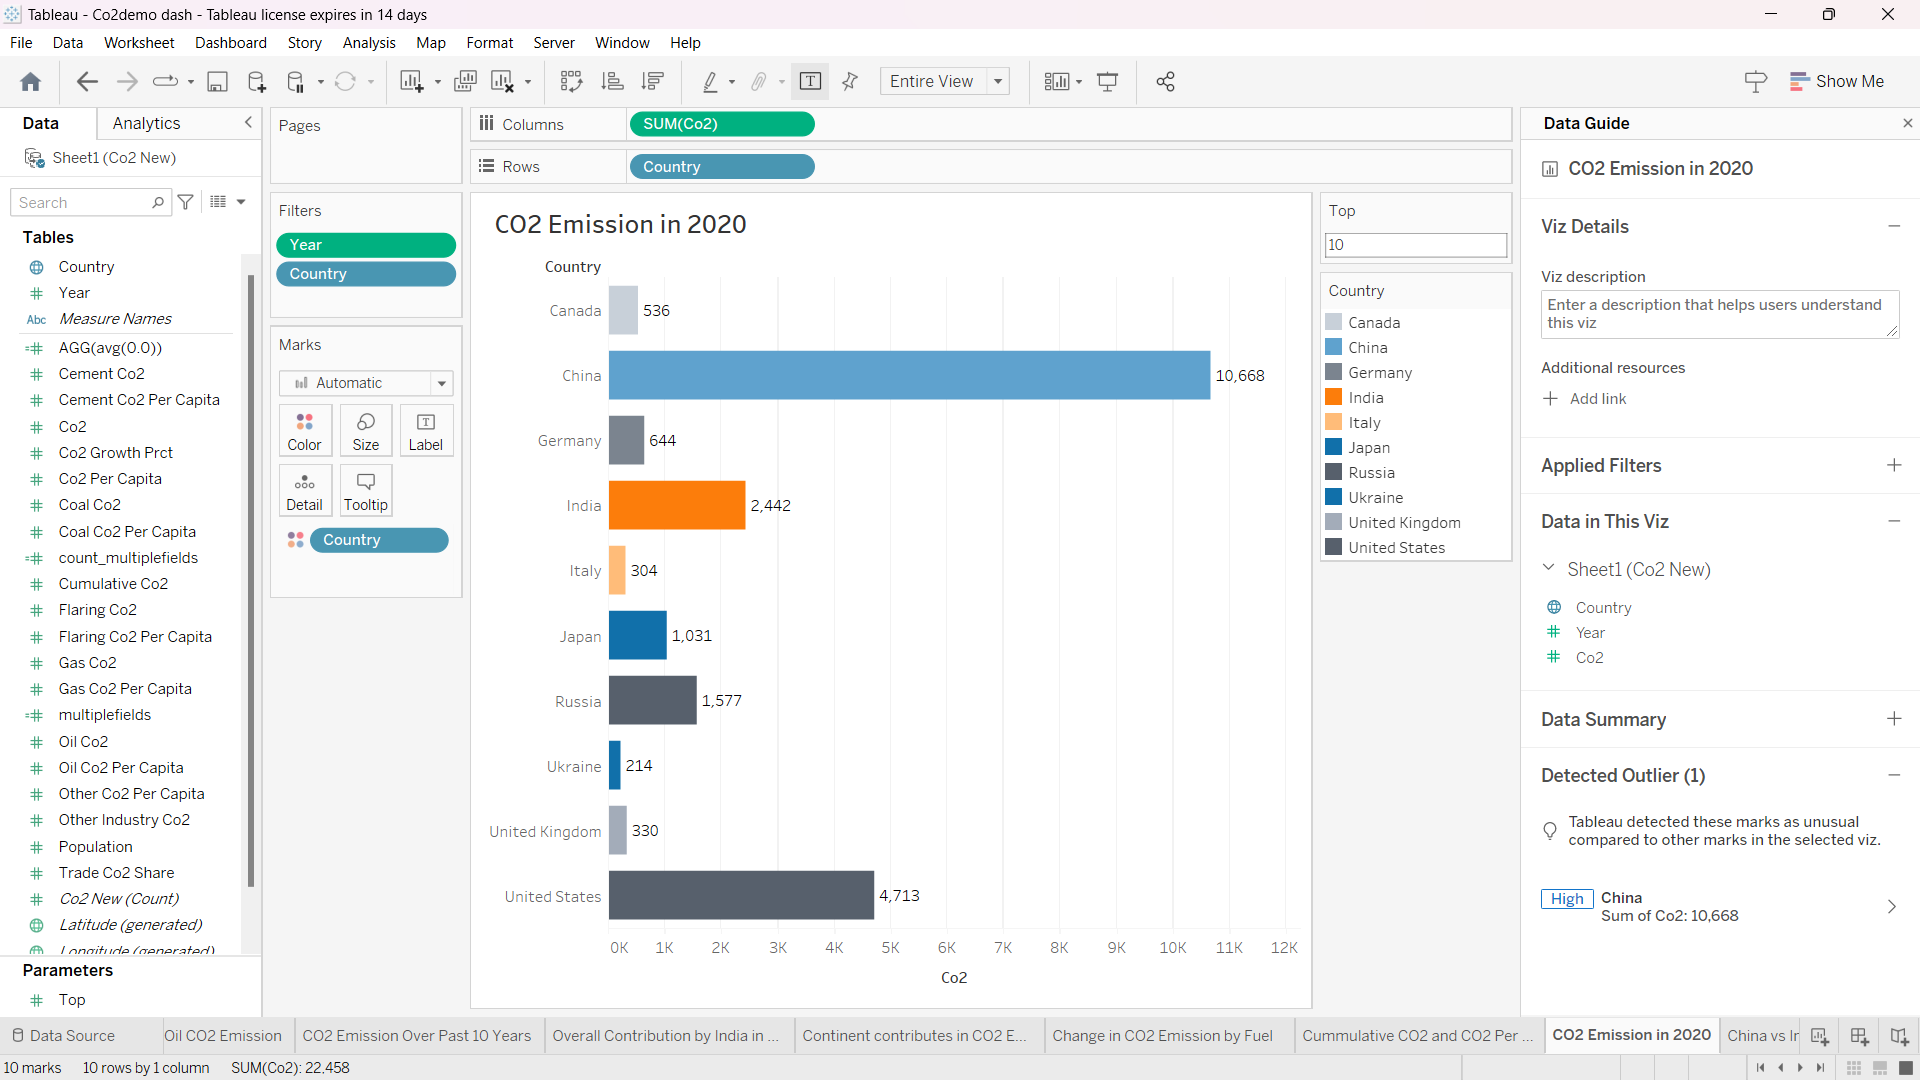 Tableau - Co2demo dash - Tableau license expires in 14 days
File Data Worksheet Dashboard Story Analysis Map Format Server Window Help
Entire View
Show Me
Data Analytics
Sheet1 (Co2 New)
Search
Tables
Country
Year
Abc Measure Names
AGG(avg(0.0))
Cement Co2
Cement Co2 Per Capita
Co2
Co2 Growth Prct
Co2 Per Capita
Coal Co2
Coal Co2 Per Capita
count_multiplefields
Cumulative Co2
Flaring Co2
Flaring Co2 Per Capita
Gas Co2
Gas Co2 Per Capita
multiplefields
Oil Co2
Oil Co2 Per Capita
Other Co2 Per Capita
Other Industry Co2
Population
Trade Co2 Share
Co2 New (Count)
Latitude (generated)
Longitude (generated)
Parameters
Top
Pages
Filters
Year
Country
Marks
Automatic
Color Size Label
Detail Tooltip
Country
Columns SUM(Co2)
Rows Country
CO2 Emission in 2020
Country
Canada 536
China 10,668
Germany 644
India 2,442
Italy 304
Japan 1,031
Russia 1,577
Ukraine 214
United Kingdom 330
United States 4,713
0K 1K 2K 3K 4K 5K 6K 7K 8K 9K 10K 11K 12K
Co2
Top
10
Country
Canada
China
Germany
India
Italy
Japan
Russia
Ukraine
United Kingdom
United States
Data Guide
CO2 Emission in 2020
Viz Details
Viz description
Enter a description that helps users understand
this viz
Additional resources
Add link
Applied Filters
Data in This Viz
Sheet1 (Co2 New)
Country
Year
Co2
Data Summary
Detected Outlier (1)
Tableau detected these marks as unusual
compared to other marks in the selected viz.
High China
Sum of Co2: 10,668
Data Source Oil CO2 Emission CO2 Emission Over Past 10 Years Overall Contribution by India in ... Continent contributes in CO2 E... Change in CO2 Emission by Fuel Cummulative CO2 and CO2 Per ... CO2 Emission in 2020 China vs Ir
10 marks 10 rows by 1 column SUM(Co2): 22,458